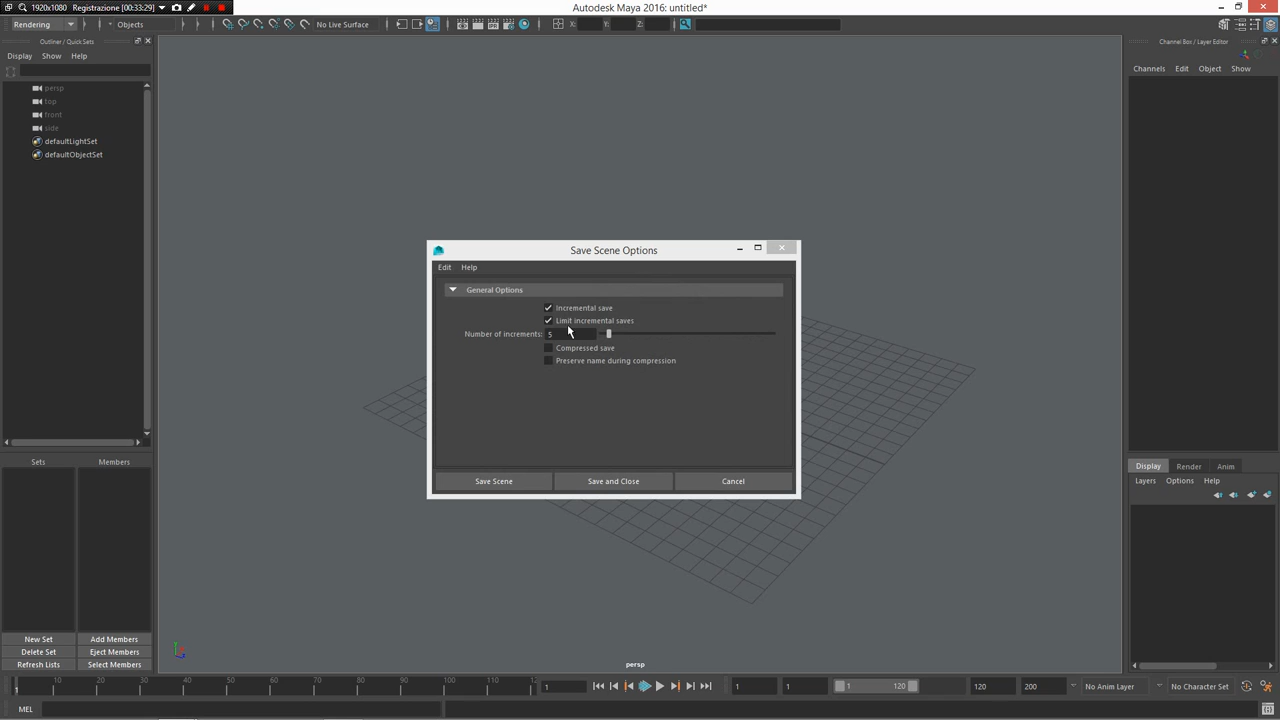 1920x1080 Registrazione [00:33:29]
Autodesk Maya 2016: untitled*
Rendering
Objects
No Live Surface
X:
Y:
Z:
Outliner / Quick Sets
Display Show Help
persp
top
front
side
defaultLightSet
defaultObjectSet
Sets
Members
New Set
Add Members
Delete Set
Eject Members
Refresh Lists
Select Members
Save Scene Options
Edit Help
General Options
Incremental save
Limit incremental saves
Number of increments: 5
Compressed save
Preserve name during compression
Save Scene
Save and Close
Cancel
persp
Channel Box / Layer Editor
Channels Edit Object Show
Display Render Anim
Layers Options Help
1 10 20 30 40 50 60 70 80 90 100 110 12
1
1
1
1 120
120
200
No Anim Layer
No Character Set
MEL